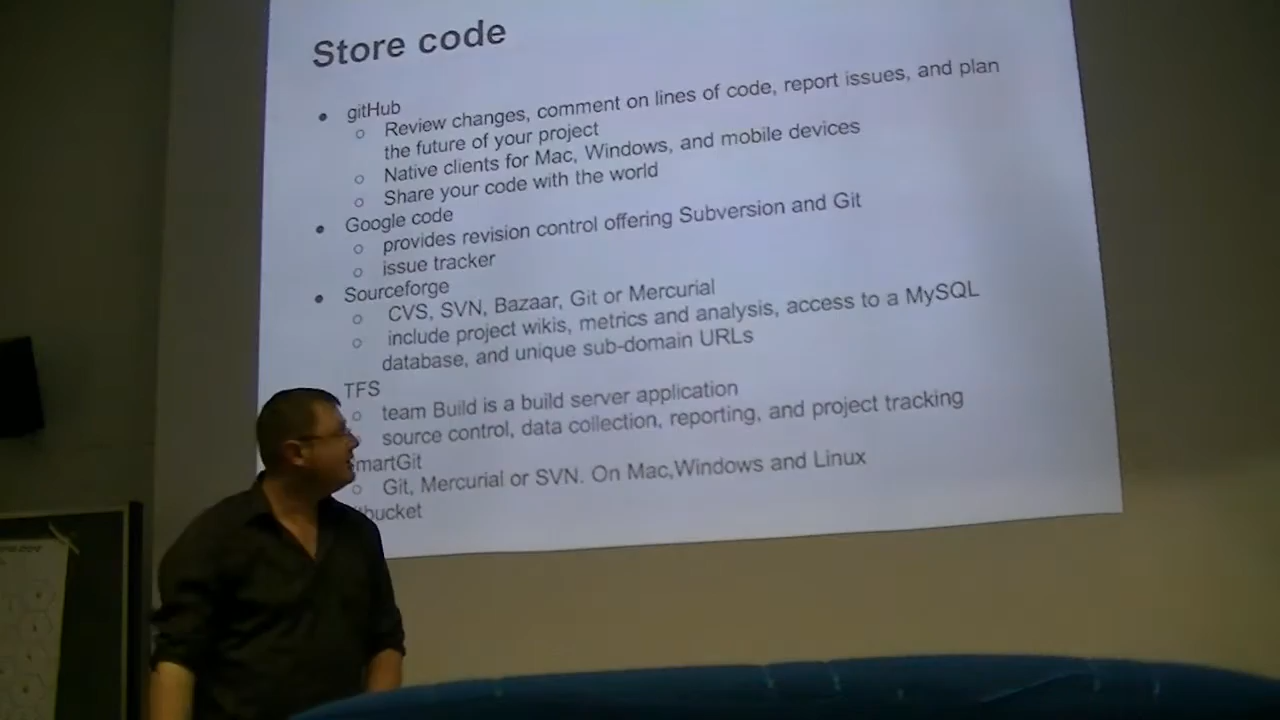 Store code
• gitHub
o Review changes, comment on lines of code, report issues, and plan
the future of your project
o Native clients for Mac, Windows, and mobile devices
o Share your code with the world
• Google code
o provides revision control offering Subversion and Git
o issue tracker
• Sourceforge
o CVS, SVN, Bazaar, Git or Mercurial
o include project wikis, metrics and analysis, access to a MySQL
database, and unique sub-domain URLs
TFS
o team Build is a build server application
source control, data collection, reporting, and project tracking
martGit
o Git, Mercurial or SVN. On Mac,Windows and Linux
bucket